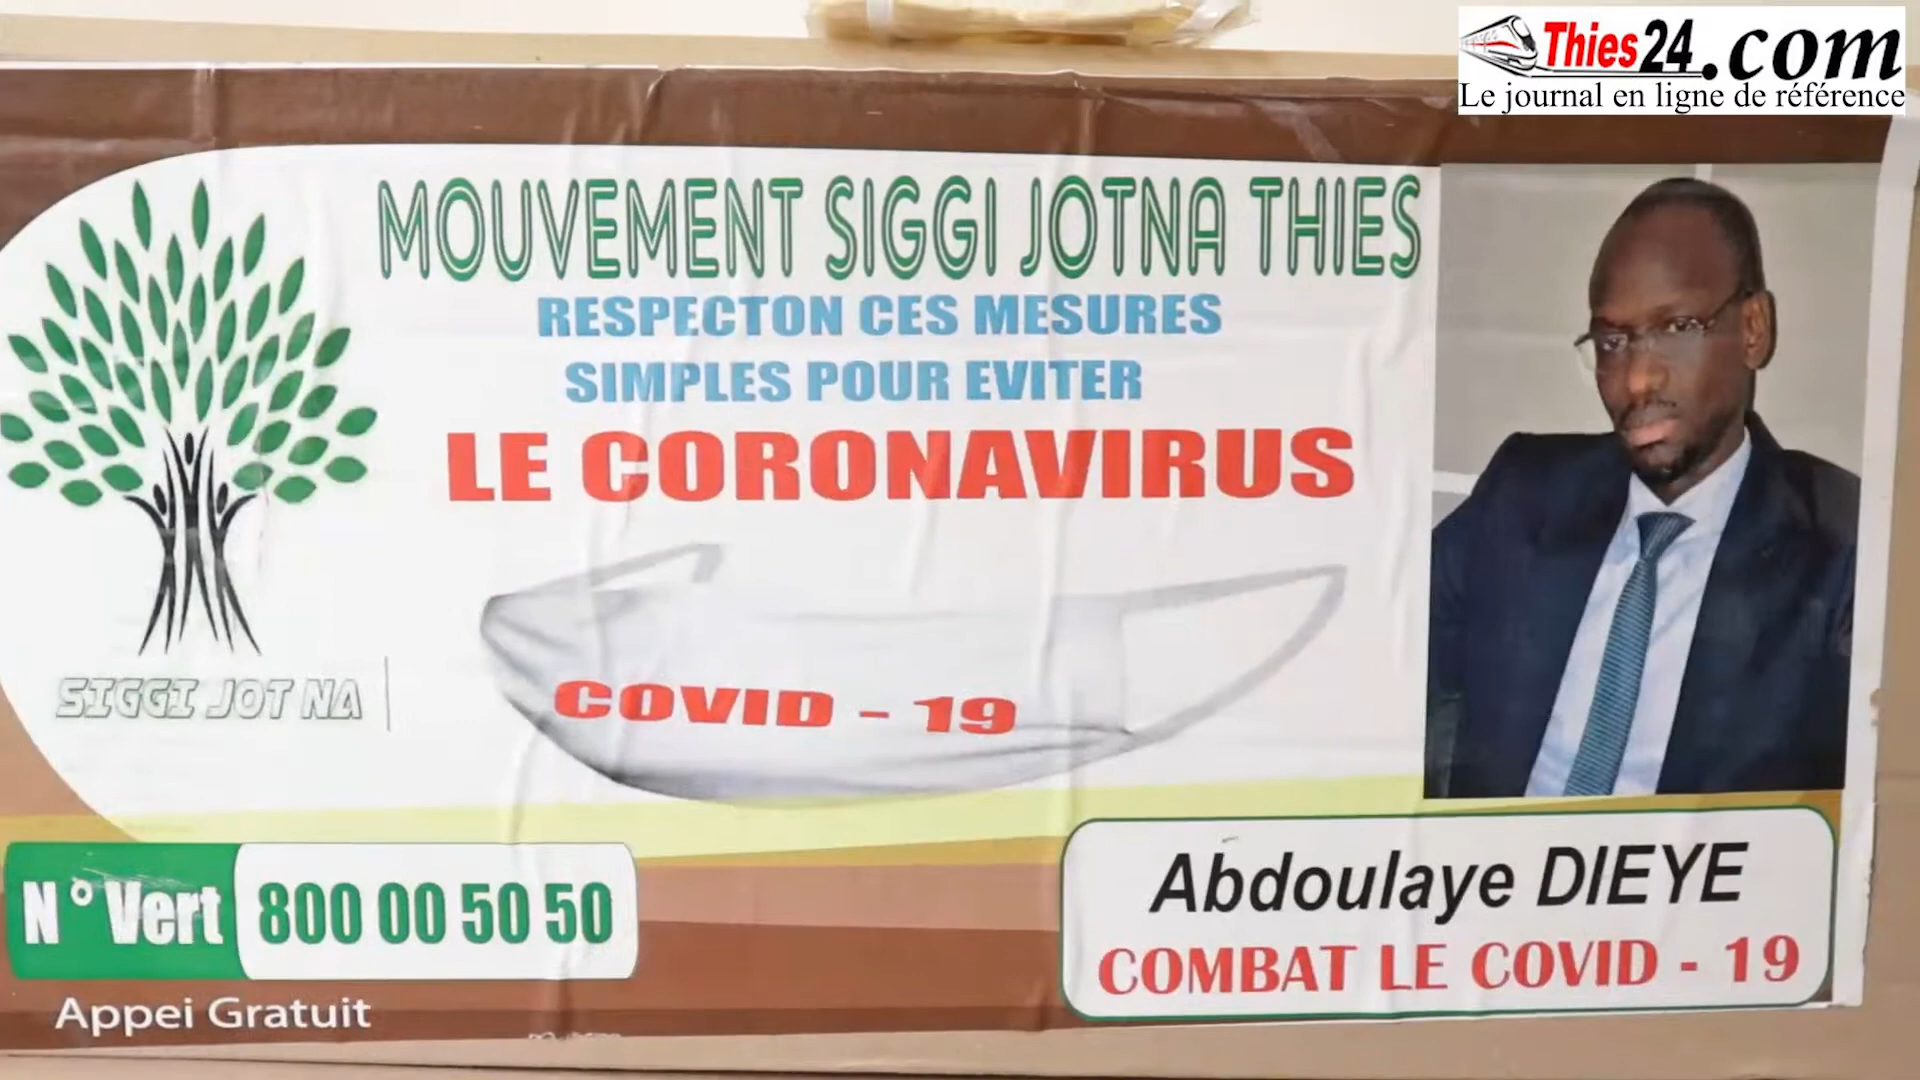 Thies24.com
Le journal en ligne de référence
MOUVEMENT SIGGI JOTNA THIES
RESPECTON CES MESURES
SIMPLES POUR EVITER
LE CORONAVIRUS
COVID - 19
SIGGI JOT NA
N° Vert 800 00 50 50
Appei Gratuit
Abdoulaye DIEYE
COMBAT LE COVID - 19